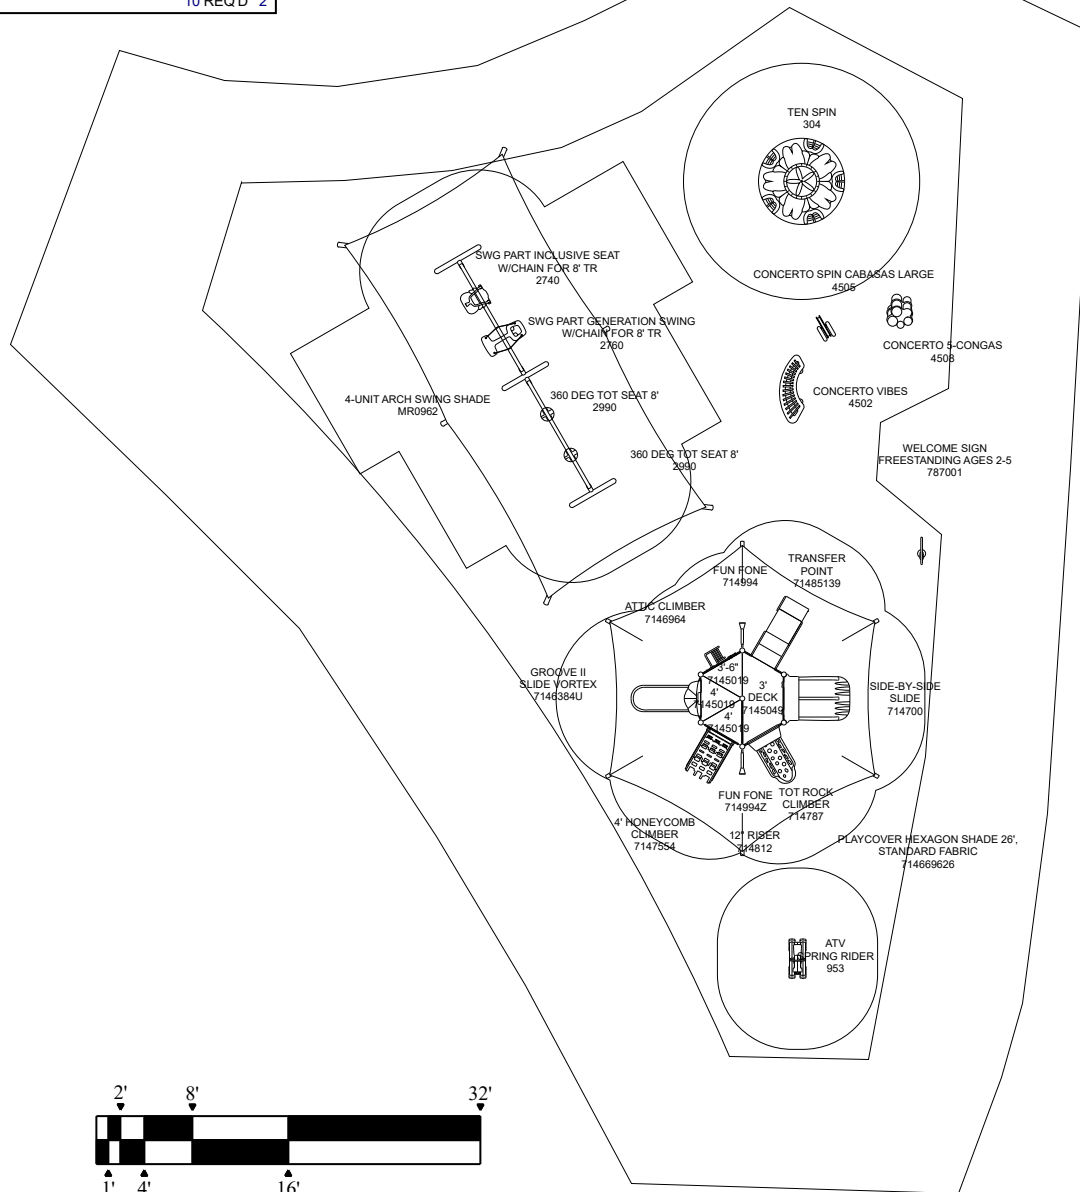 10 REQ'D 2
TEN SPIN
304
SWG PART INCLUSIVE SEAT
W/CHAIN FOR 8' TR
2740
CONCERTO SPIN CABASAS LARGE
4505
SWG PART GENERATION SWING
W/CHAIN FOR 8' TR
2760
CONCERTO 5-CONGAS
4508
4-UNIT ARCH SWING SHADE
MR0962
360 DEG TOT SEAT 8'
2990
CONCERTO VIBES
4502
360 DEG TOT SEAT 8'
2990
WELCOME SIGN
FREESTANDING AGES 2-5
787001
FUN FONE
714994
TRANSFER
POINT
71485139
ATTIC CLIMBER
7146964
GROOVE II
SLIDE VORTEX
7146384U
3'-6"
7145019
4'
7145019
4'
7145019
3'
DECK
7145049
SIDE-BY-SIDE
SLIDE
714700
FUN FONE
714994Z
TOT ROCK
CLIMBER
714787
4' HONEYCOMB
CLIMBER
7147554
12" RISER
714812
PLAYCOVER HEXAGON SHADE 26',
STANDARD FABRIC
714669626
ATV
SPRING RIDER
953
2' 8' 32'
1' 4' 16'